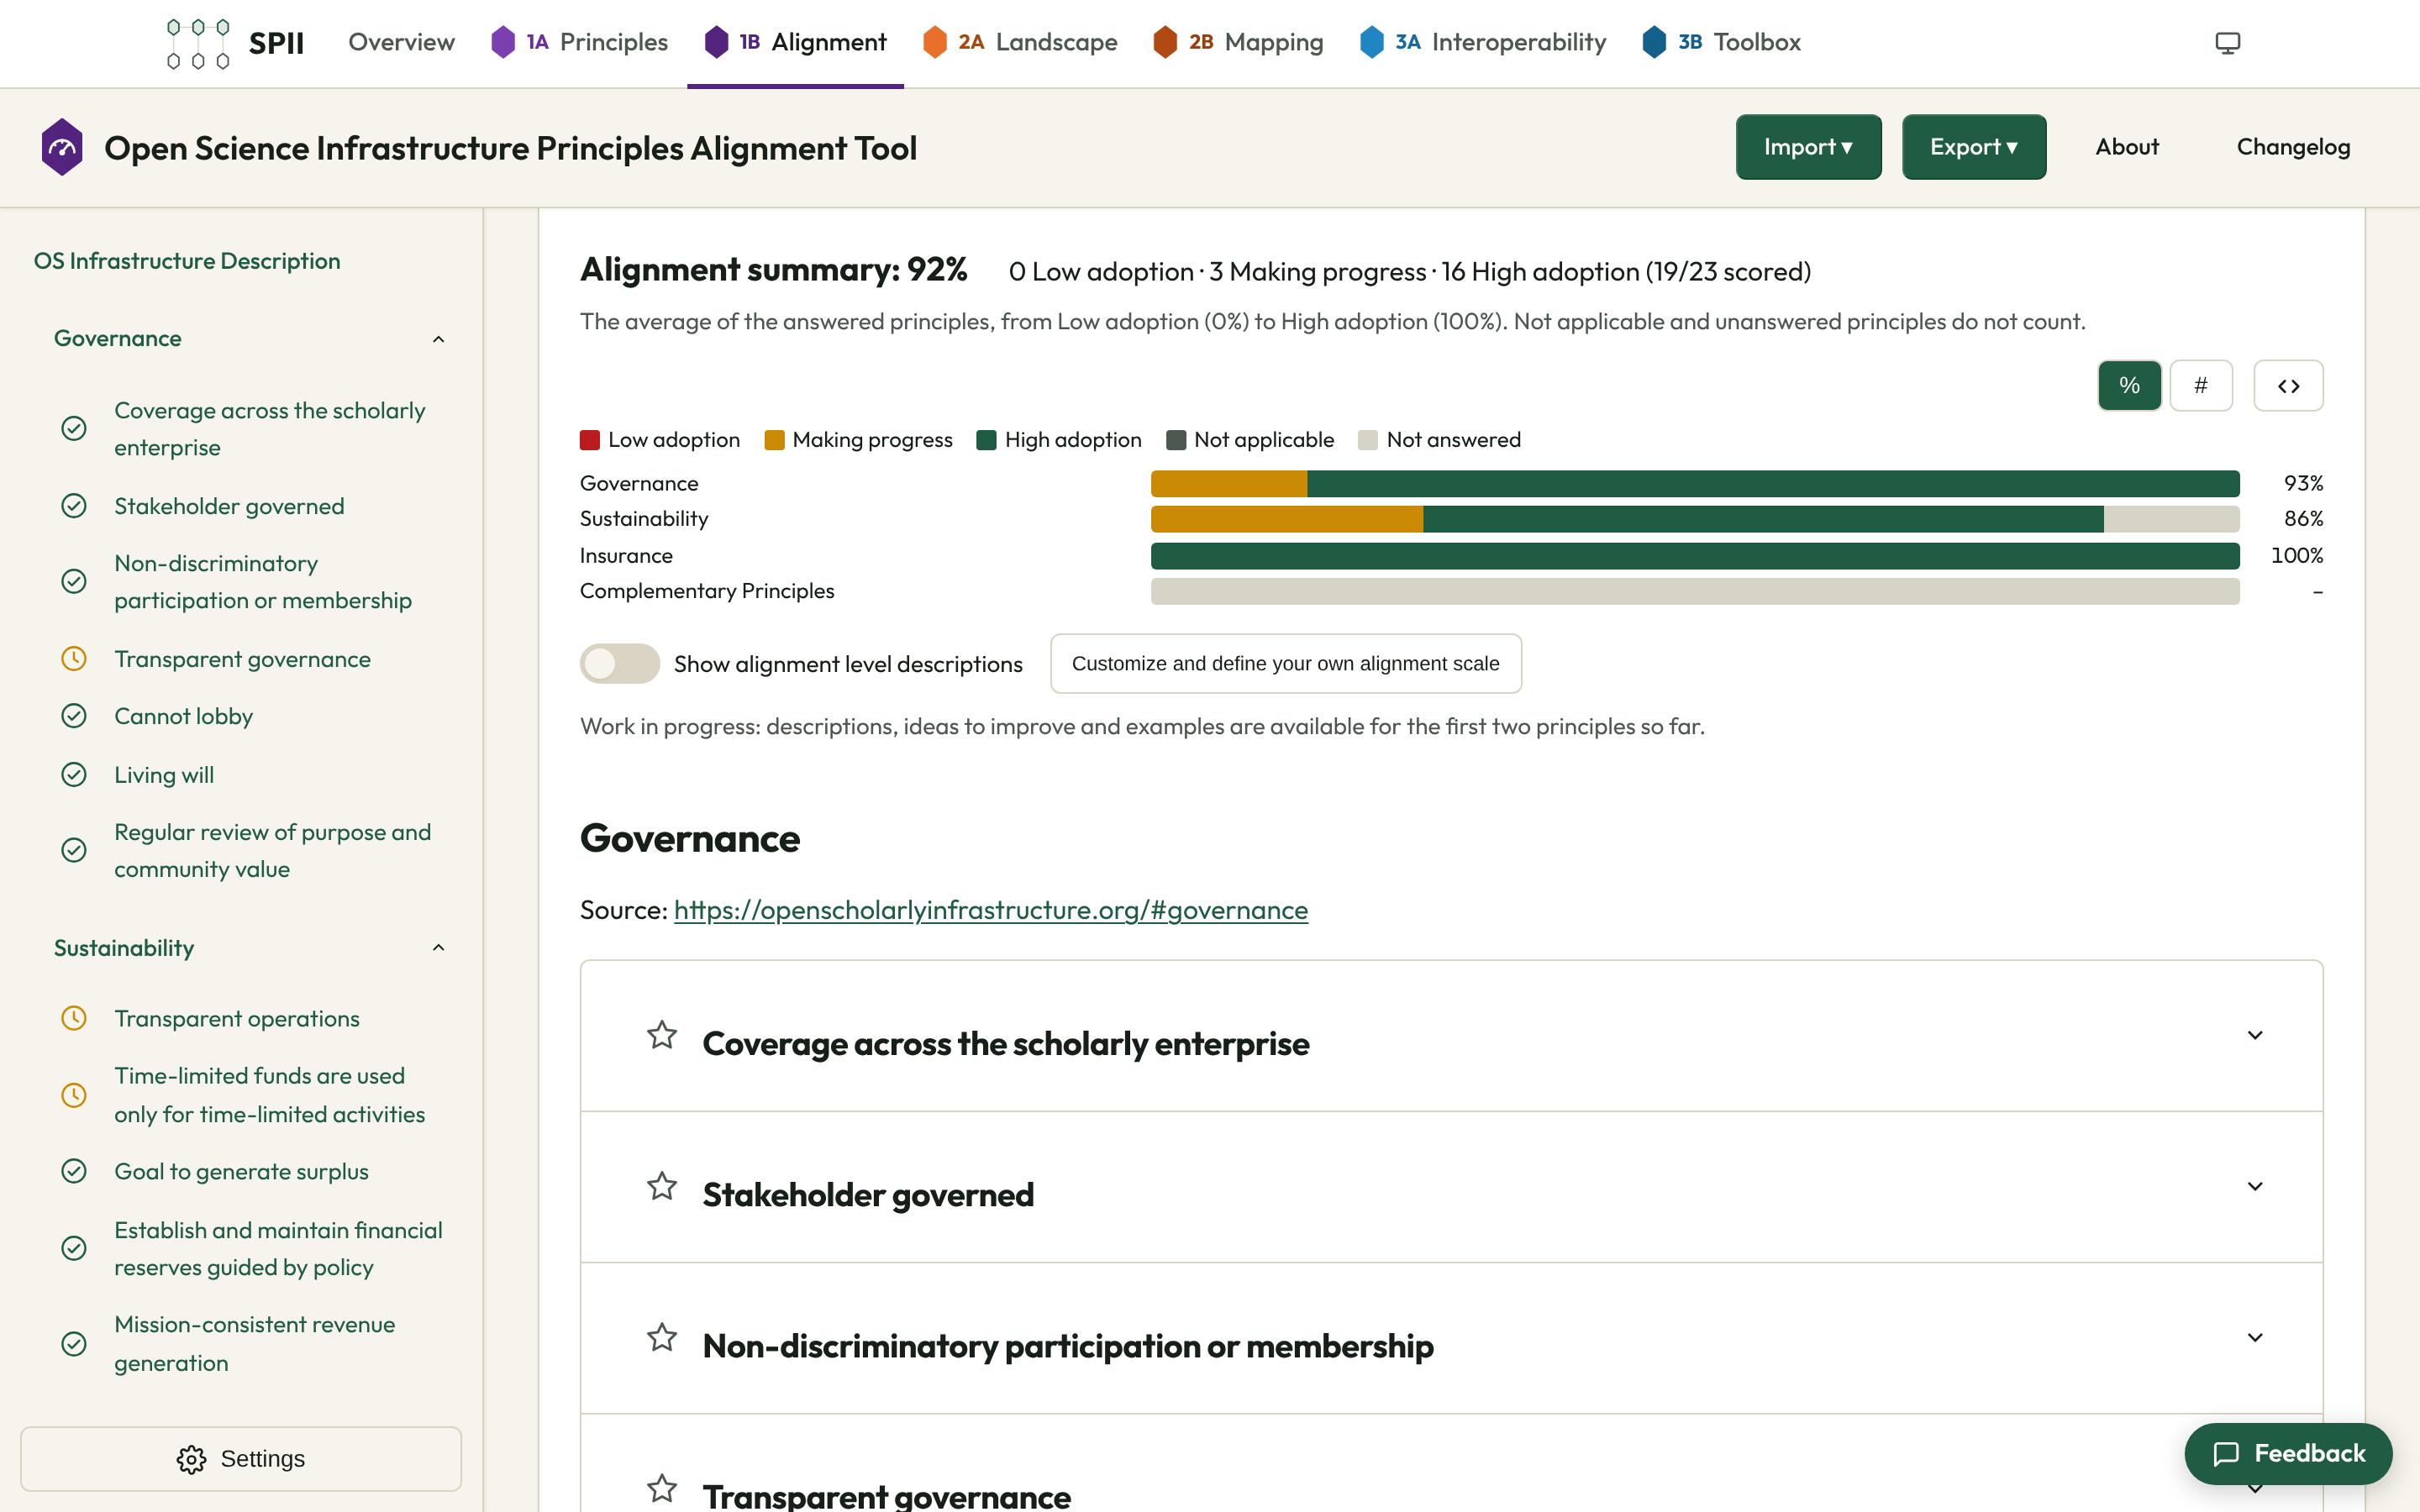 SPII Overview 1A Principles 1B Alignment 2A Landscape 2B Mapping 3A Interoperability 3B Toolbox
Open Science Infrastructure Principles Alignment Tool Import ▾ Export ▾ About Changelog
OS Infrastructure Description
Governance
Coverage across the scholarly
enterprise
Stakeholder governed
Non-discriminatory
participation or membership
Transparent governance
Cannot lobby
Living will
Regular review of purpose and
community value
Sustainability
Transparent operations
Time-limited funds are used
only for time-limited activities
Goal to generate surplus
Establish and maintain financial
reserves guided by policy
Mission-consistent revenue
generation
Settings
Alignment summary: 92% 0 Low adoption · 3 Making progress · 16 High adoption (19/23 scored)
The average of the answered principles, from Low adoption (0%) to High adoption (100%). Not applicable and unanswered principles do not count.
% # <>
Low adoption Making progress High adoption Not applicable Not answered
Governance 93%
Sustainability 86%
Insurance 100%
Complementary Principles –
Show alignment level descriptions Customize and define your own alignment scale
Work in progress: descriptions, ideas to improve and examples are available for the first two principles so far.
Governance
Source: https://openscholarlyinfrastructure.org/#governance
Coverage across the scholarly enterprise
Stakeholder governed
Non-discriminatory participation or membership
Transparent governance
Feedback